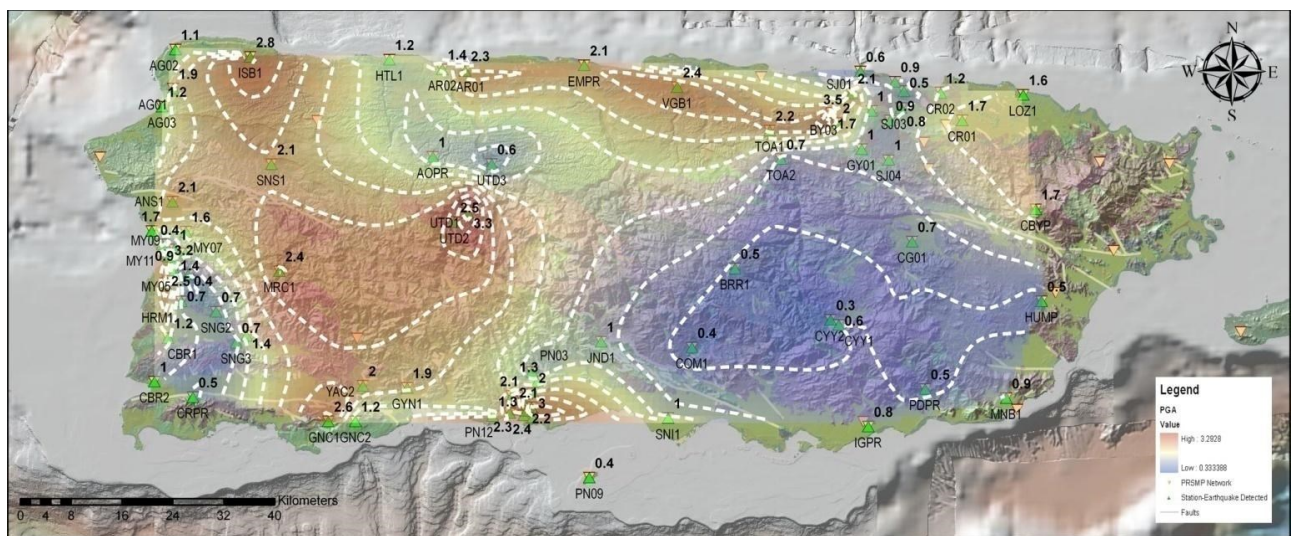 1.1
2.8
1.2
1.4
2.3
2.1
2.4
0.6
2.1
0.9
0.5
1.2
1.6
N
W
E
S
AG02
ISB1
HTL1
AR02
AR01
EMPR
VGB1
SJ01
CR02
LOZ1
1.9
1.2
AG01
AG03
3.5
2
1.7
BY03
1
0.9
SJ03
0.8
1.7
CR01
2.2
TOA1
0.7
TOA2
1
GY01
1
SJ04
2.1
SNS1
1
AOPR
0.6
UTD3
2.1
ANS1
1.7
1.6
MY09
0.4
1
MY07
3.2
MY11
0.9
1.4
MY05
2.5
0.4
2.5
UTD1
3.3
UTD2
1.7
CBYP
0.7
CG01
2.4
MRC1
0.5
BRR1
0.5
HUMP
0.7
0.7
HRM1
SNG2
1.2
0.7
1.4
CBR1
SNG3
0.3
0.6
CYY2
CYY1
0.4
COM1
1
JND1
PN03
1
CBR2
0.5
CRPR
2
YAC2
1.9
GYN1
1.3
2.1
2
2.1
1.3
3
2.2
2.3
2.4
PN12
2.6
1.2
GNC1
GNC2
1
SNI1
0.8
IGPR
0.5
PDPR
0.9
MNB1
0.4
PN09
0 4 8 16 24 32 40
Kilometers
Legend
PGA
Value
High : 3.2828
Low : 0.333388
PRSMP Network
Station-Earthquake Detected
Faults